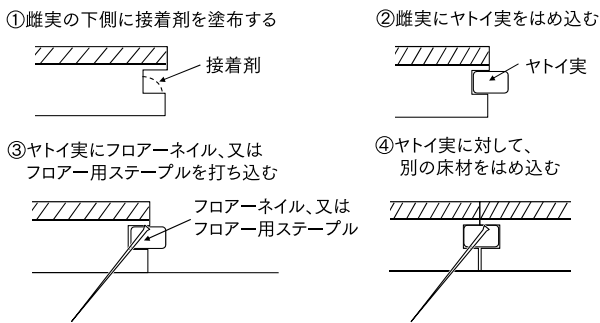 ①雌実の下側に接着剤を塗布する
接着剤
②雌実にヤトイ実をはめ込む
ヤトイ実
③ヤトイ実にフロアーネイル、又は
フロアー用ステープルを打ち込む
フロアーネイル、又は
フロアー用ステープル
④ヤトイ実に対して、
別の床材をはめ込む